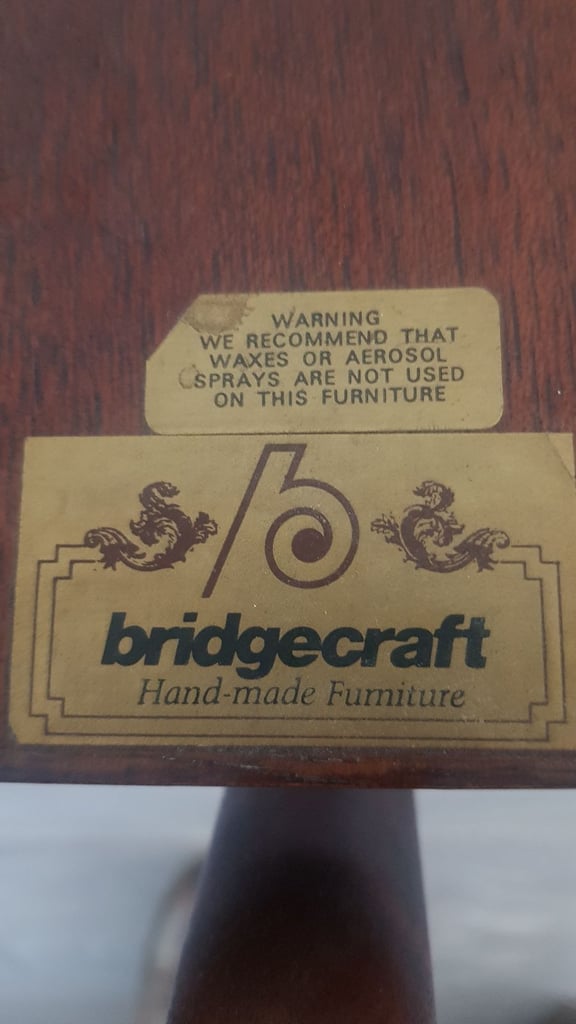 WARNING
WE RECOMMEND THAT
WAXES OR AEROSOL
SPRAYS ARE NOT USED
ON THIS FURNITURE
b
bridgecraft
Hand-made Furniture